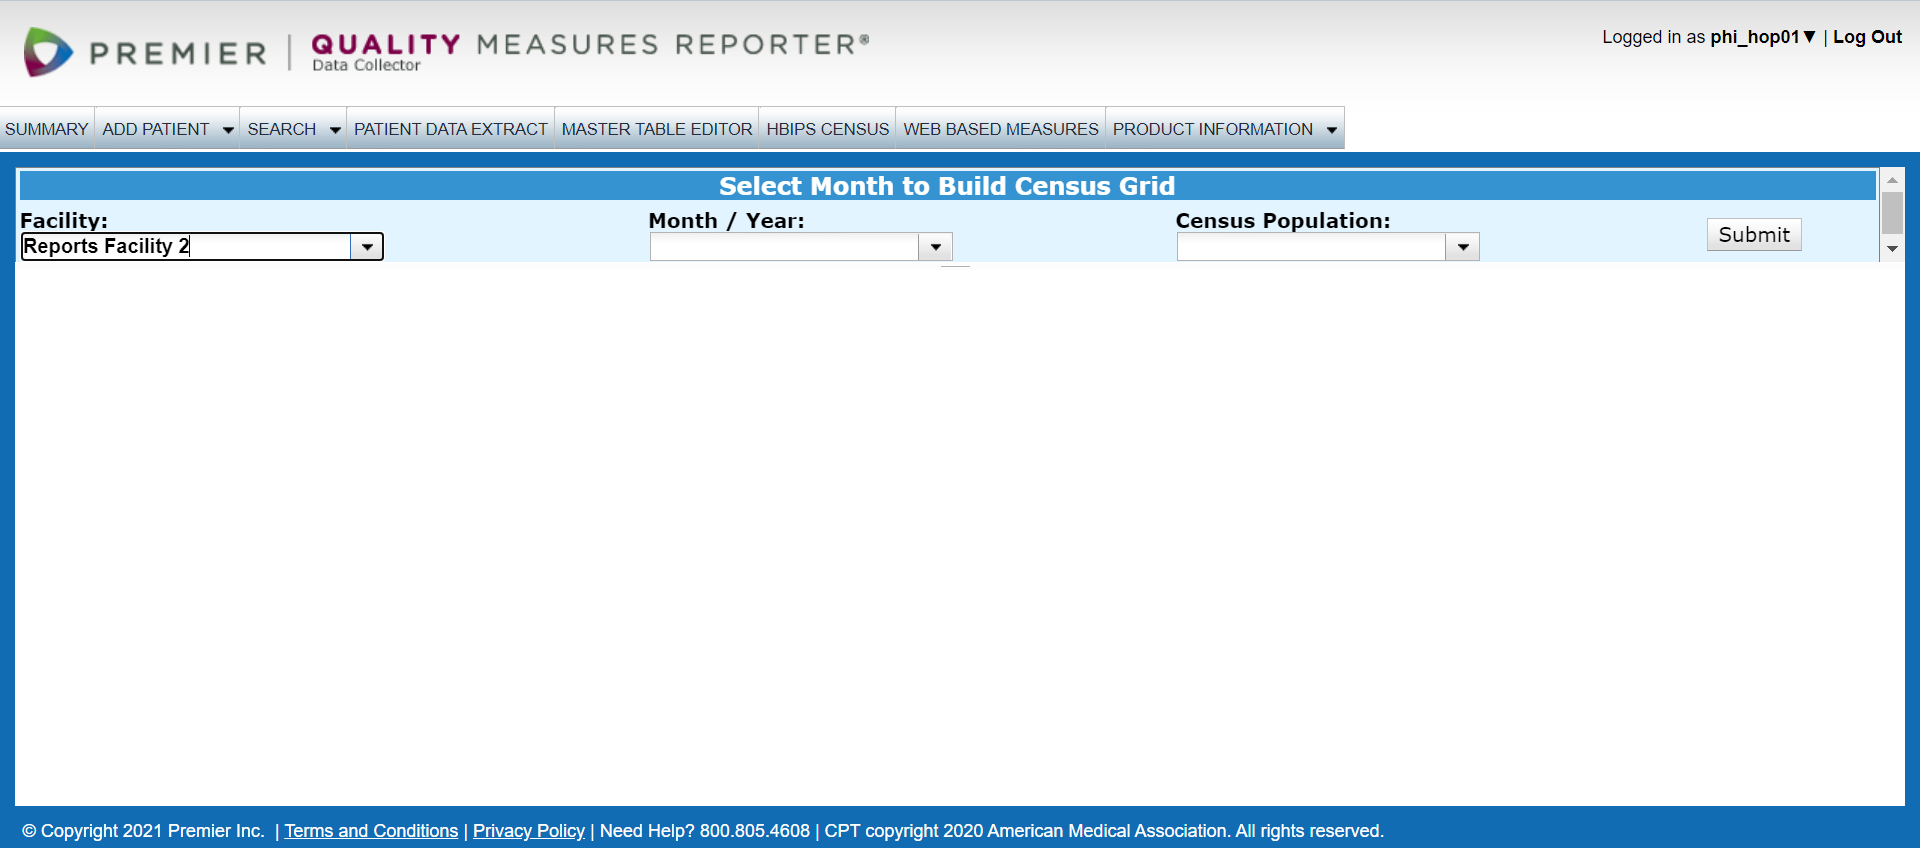 PREMIER | QUALITY MEASURES REPORTER®
Data Collector
Logged in as phi_hop01▼ | Log Out
SUMMARY ADD PATIENT SEARCH PATIENT DATA EXTRACT MASTER TABLE EDITOR HBIPS CENSUS WEB BASED MEASURES PRODUCT INFORMATION
Select Month to Build Census Grid
Facility: Month / Year: Census Population:
Reports Facility 2
Submit
© Copyright 2021 Premier Inc. | Terms and Conditions | Privacy Policy | Need Help? 800.805.4608 | CPT copyright 2020 American Medical Association. All rights reserved.